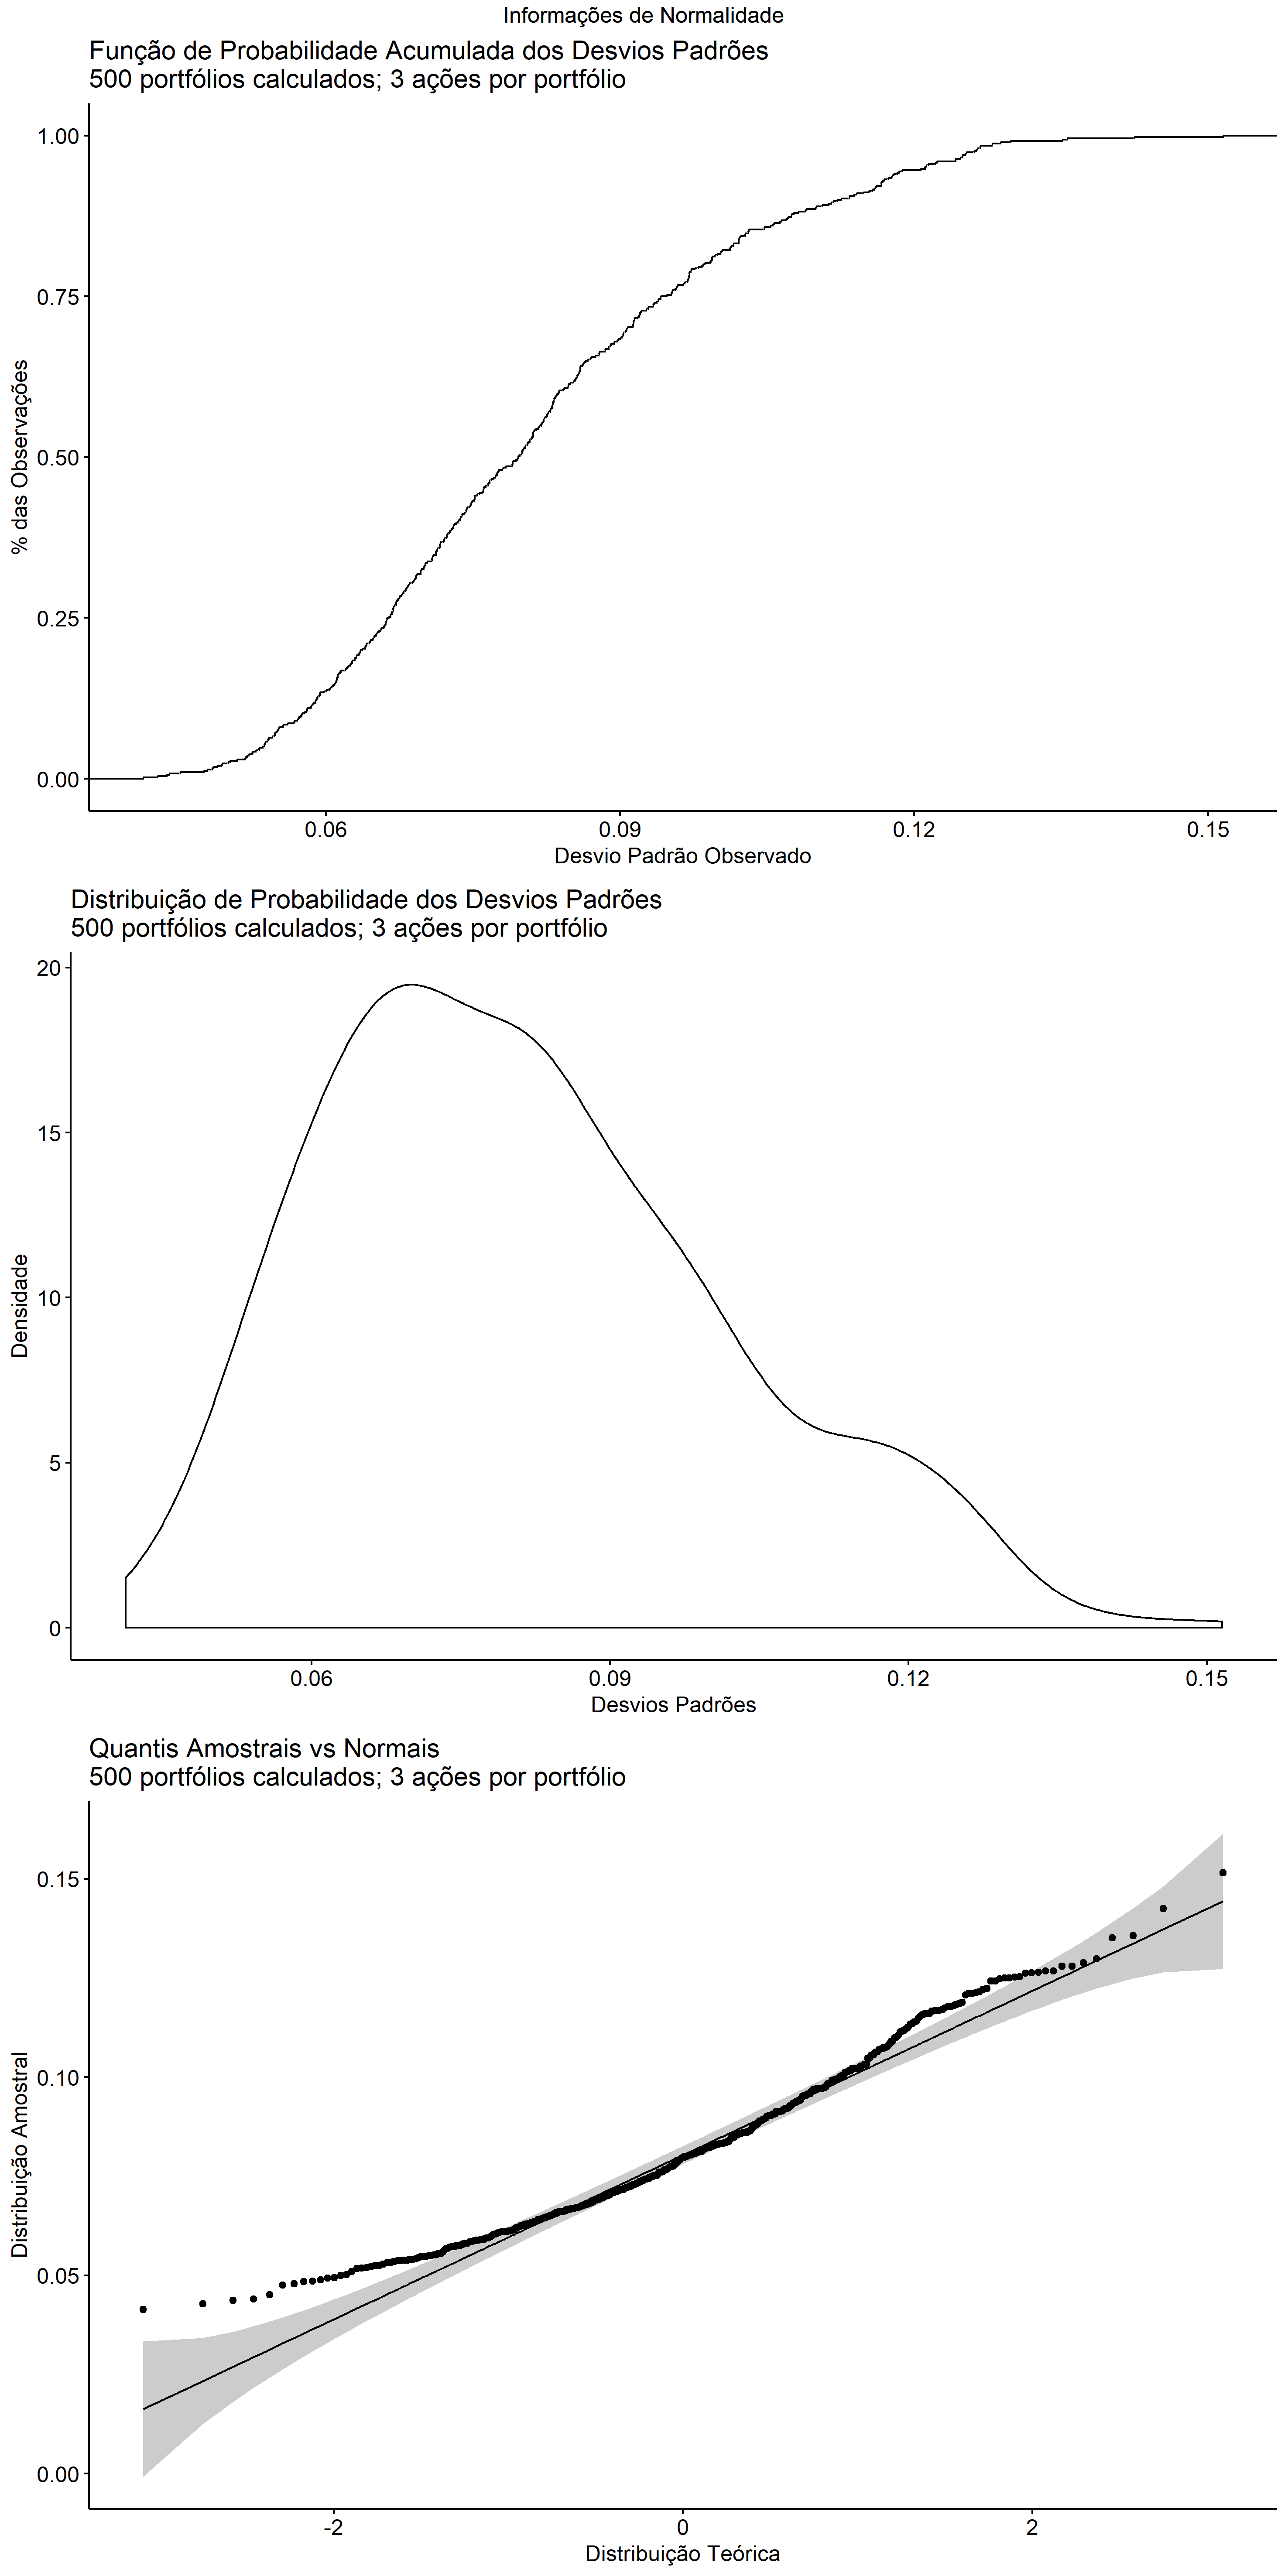 Informações de Normalidade
Função de Probabilidade Acumulada dos Desvios Padrões
500 portfólios calculados; 3 ações por portfólio
1.00
0.75
0.50
0.25
0.00
% das Observações
0.06
0.09
0.12
0.15
Desvio Padrão Observado
Distribuição de Probabilidade dos Desvios Padrões
500 portfólios calculados; 3 ações por portfólio
20
15
10
5
0
Densidade
0.06
0.09
0.12
0.15
Desvios Padrões
Quantis Amostrais vs Normais
500 portfólios calculados; 3 ações por portfólio
0.15
0.10
0.05
0.00
Distribuição Amostral
-2
0
2
Distribuição Teórica